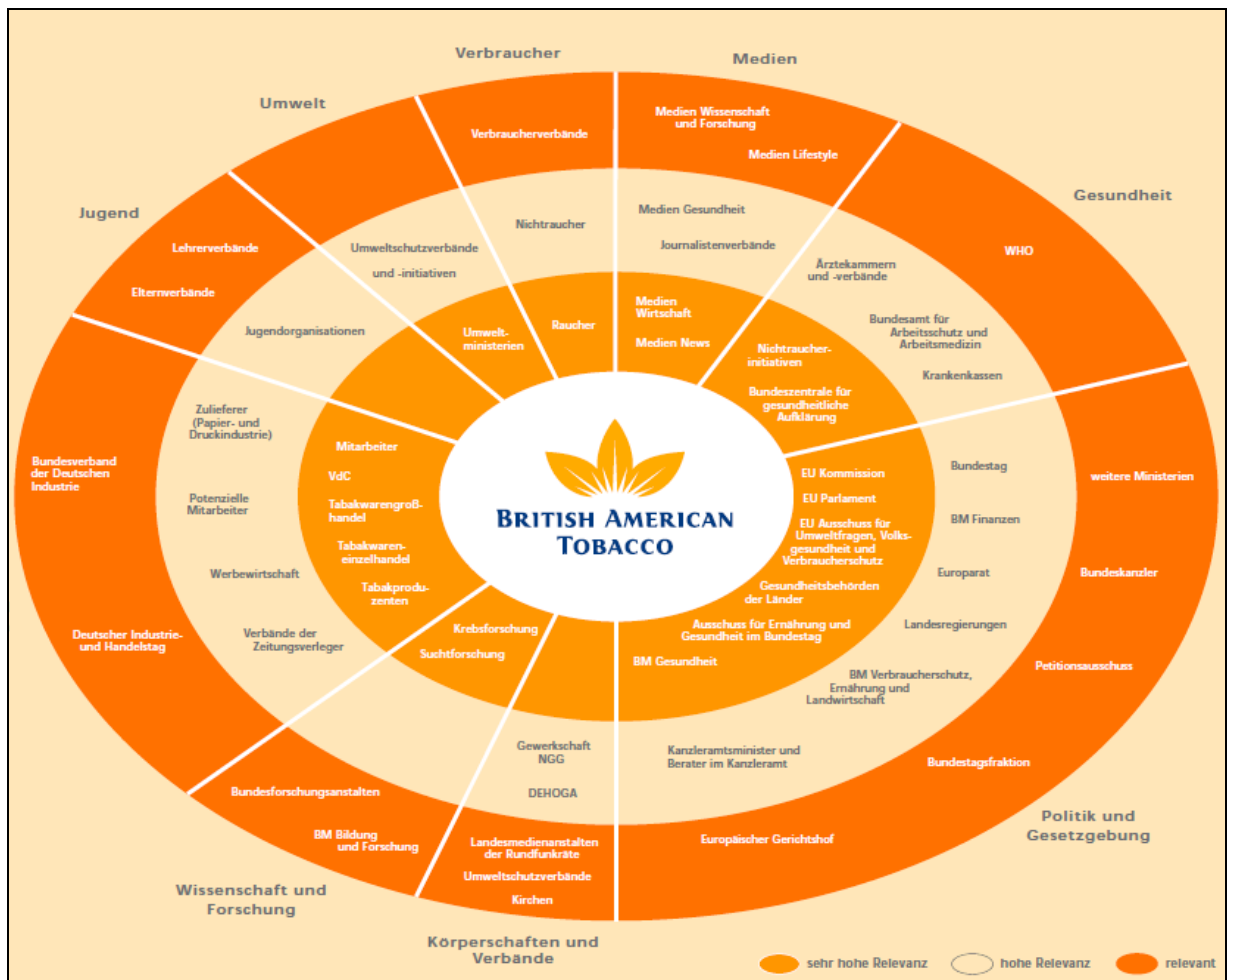 Verbraucher
Medien
Umwelt
Jugend
Gesundheit
Verbraucherverbände
Medien Wissenschaft
und Forschung
Medien Lifestyle
Lehrerverbände
Elternverbände
WHO
Nichtraucher
Medien Gesundheit
Journalistenverbände
Umweltschutzverbände
und -initiativen
Ärztekammern
und -verbände
Jugendorganisationen
Bundesamt für
Arbeitsschutz und
Arbeitsmedizin
Krankenkassen
Umwelt-
ministerien
Raucher
Medien
Wirtschaft
Medien News
Nichtraucher-
initiativen
Bundeszentrale für
gesundheitliche
Aufklärung
Bundesverband
der Deutschen
Industrie
Deutscher Industrie-
und Handelstag
Zulieferer
(Papier- und
Druckindustrie)
Potenzielle
Mitarbeiter
Werbewirtschaft
Verbände der
Zeitungsverleger
Mitarbeiter
VdC
Tabakwarengroß-
handel
Tabakwaren-
einzelhandel
Tabakprodu-
zenten
BRITISH AMERICAN
TOBACCO
EU Kommission
EU Parlament
EU Ausschuss für
Umweltfragen, Volks-
gesundheit und
Verbraucherschutz
Gesundheitsbehörden
der Länder
Ausschuss für Ernährung und
Gesundheit im Bundestag
BM Gesundheit
Bundestag
BM Finanzen
Europarat
Landesregierungen
BM Verbraucherschutz,
Ernährung und
Landwirtschaft
Kanzleramtsminister und
Berater im Kanzleramt
weitere Ministerien
Bundeskanzler
Petitionsausschuss
Bundestagsfraktion
Europäischer Gerichtshof
Krebsforschung
Suchtforschung
Gewerkschaft
NGG
DEHOGA
Bundesforschungsanstalten
BM Bildung
und Forschung
Landesmedienanstalten
der Rundfunkräte
Umweltschutzverbände
Kirchen
Politik und
Gesetzgebung
Wissenschaft und
Forschung
Körperschaften und
Verbände
sehr hohe Relevanz
hohe Relevanz
relevant